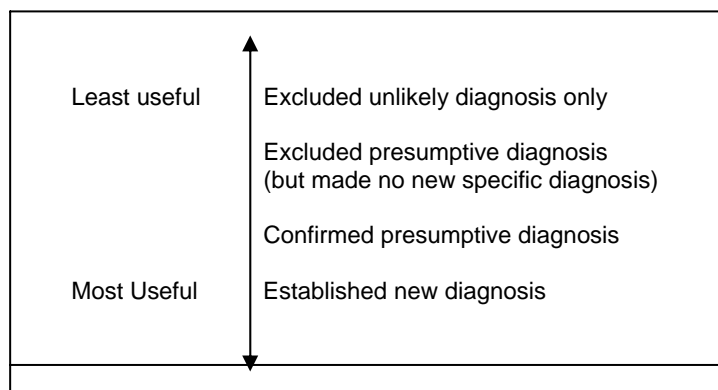 Least useful Excluded unlikely diagnosis only
Excluded presumptive diagnosis
(but made no new specific diagnosis)
Confirmed presumptive diagnosis
Most Useful Established new diagnosis